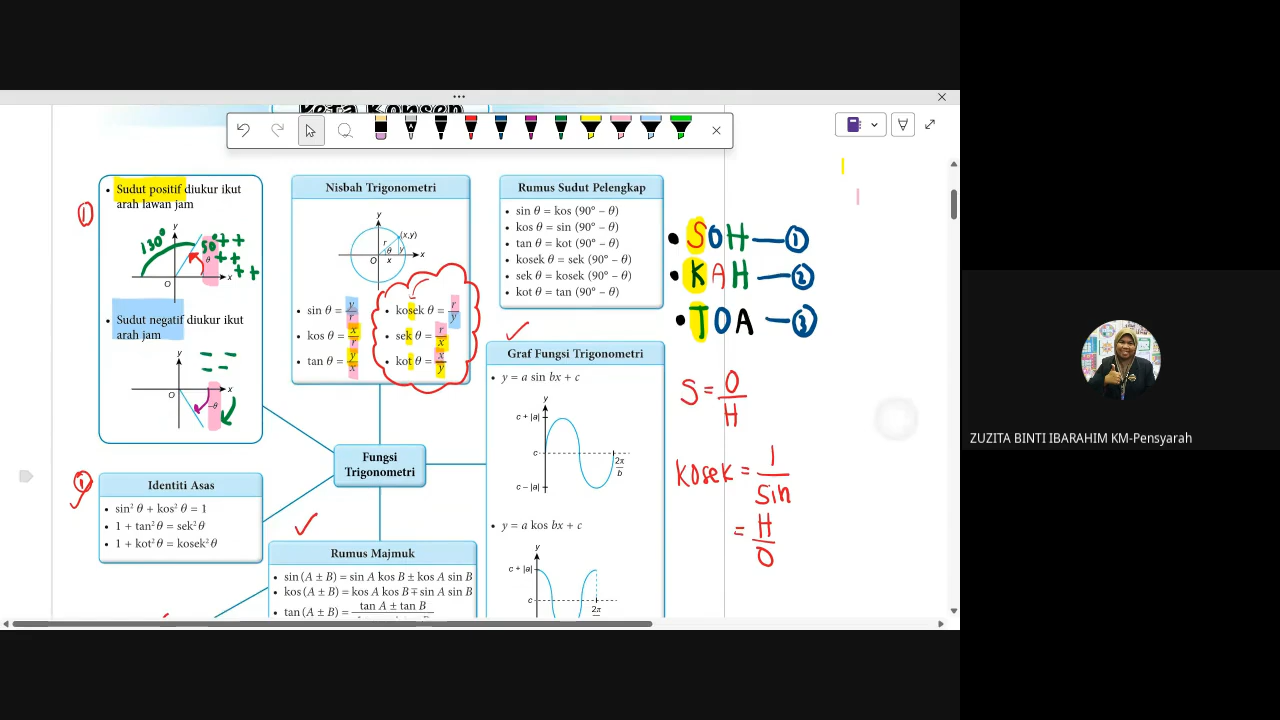 Peta Konsep
• Sudut positif diukur ikut
arah lawan jam
①
130°
50°
++
++
++
y
θ
x
O
• Sudut negatif diukur ikut
arah jam
y
O
x
–θ
Nisbah Trigonometri
y
(x,y)
r
y
θ
O
x
x
• sin θ = y/r
• kos θ = x/r
• tan θ = y/x
• kosek θ = r/y
• sek θ = r/x
• kot θ = x/y
Rumus Sudut Pelengkap
• sin θ = kos (90° – θ)
• kos θ = sin (90° – θ)
• tan θ = kot (90° – θ)
• kosek θ = sek (90° – θ)
• sek θ = kosek (90° – θ)
• kot θ = tan (90° – θ)
• SOH — ①
• KAH — ②
• TOA — ③
S = O/H
kosek = 1/sin
= H/O
Graf Fungsi Trigonometri
• y = a sin bx + c
y
c + |a|
c
2π/b
c – |a|
• y = a kos bx + c
y
c + |a|
c
2π
Fungsi
Trigonometri
Identiti Asas
• sin² θ + kos² θ = 1
• 1 + tan² θ = sek² θ
• 1 + kot² θ = kosek² θ
Rumus Majmuk
• sin (A ± B) = sin A kos B ± kos A sin B
• kos (A ± B) = kos A kos B ∓ sin A sin B
• tan (A ± B) = tan A ± tan B
ZUZITA BINTI IBARAHIM KM-Pensyarah